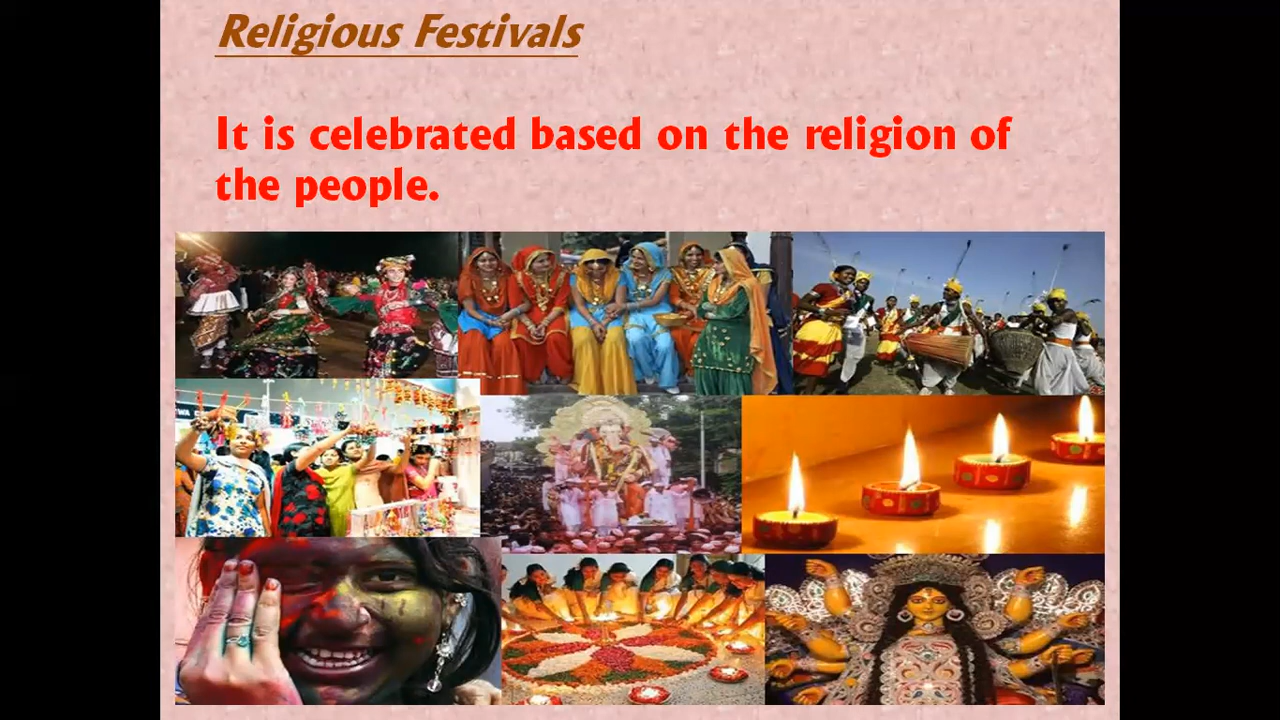 Religious Festivals
It is celebrated based on the religion of
the people.